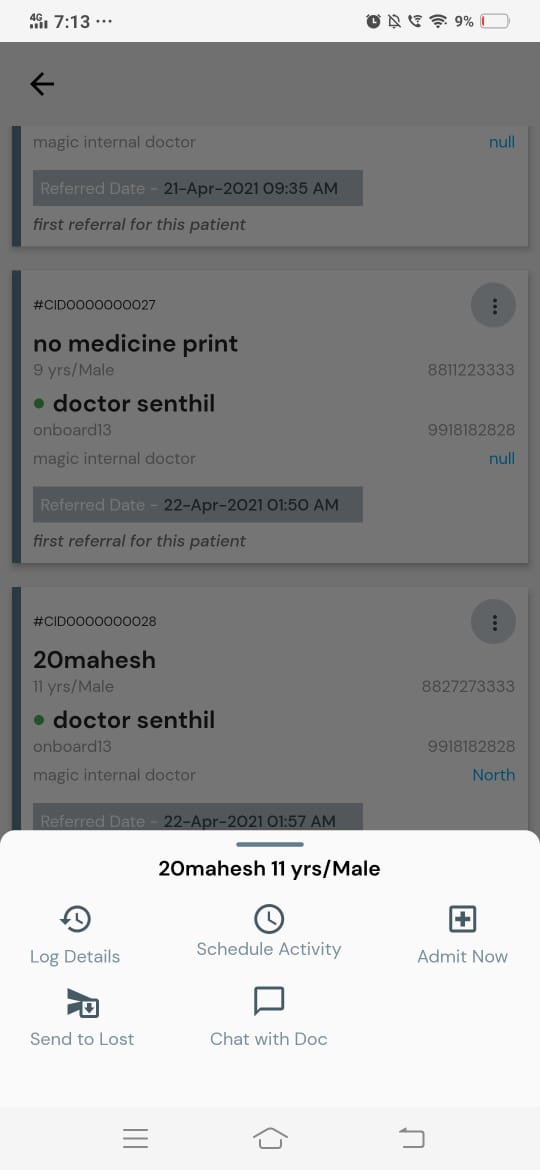 4G 7:13 ... 9%
magic internal doctor null
Referred Date - 21-Apr-2021 09:35 AM
first referral for this patient
#CID0000000027
no medicine print
9 yrs/Male 8811223333
doctor senthil
onboard13 9918182828
magic internal doctor null
Referred Date - 22-Apr-2021 01:50 AM
first referral for this patient
#CID0000000028
20mahesh
11 yrs/Male 8827273333
doctor senthil
onboard13 9918182828
magic internal doctor North
Referred Date - 22-Apr-2021 01:57 AM
20mahesh 11 yrs/Male
Log Details Schedule Activity Admit Now
Send to Lost Chat with Doc